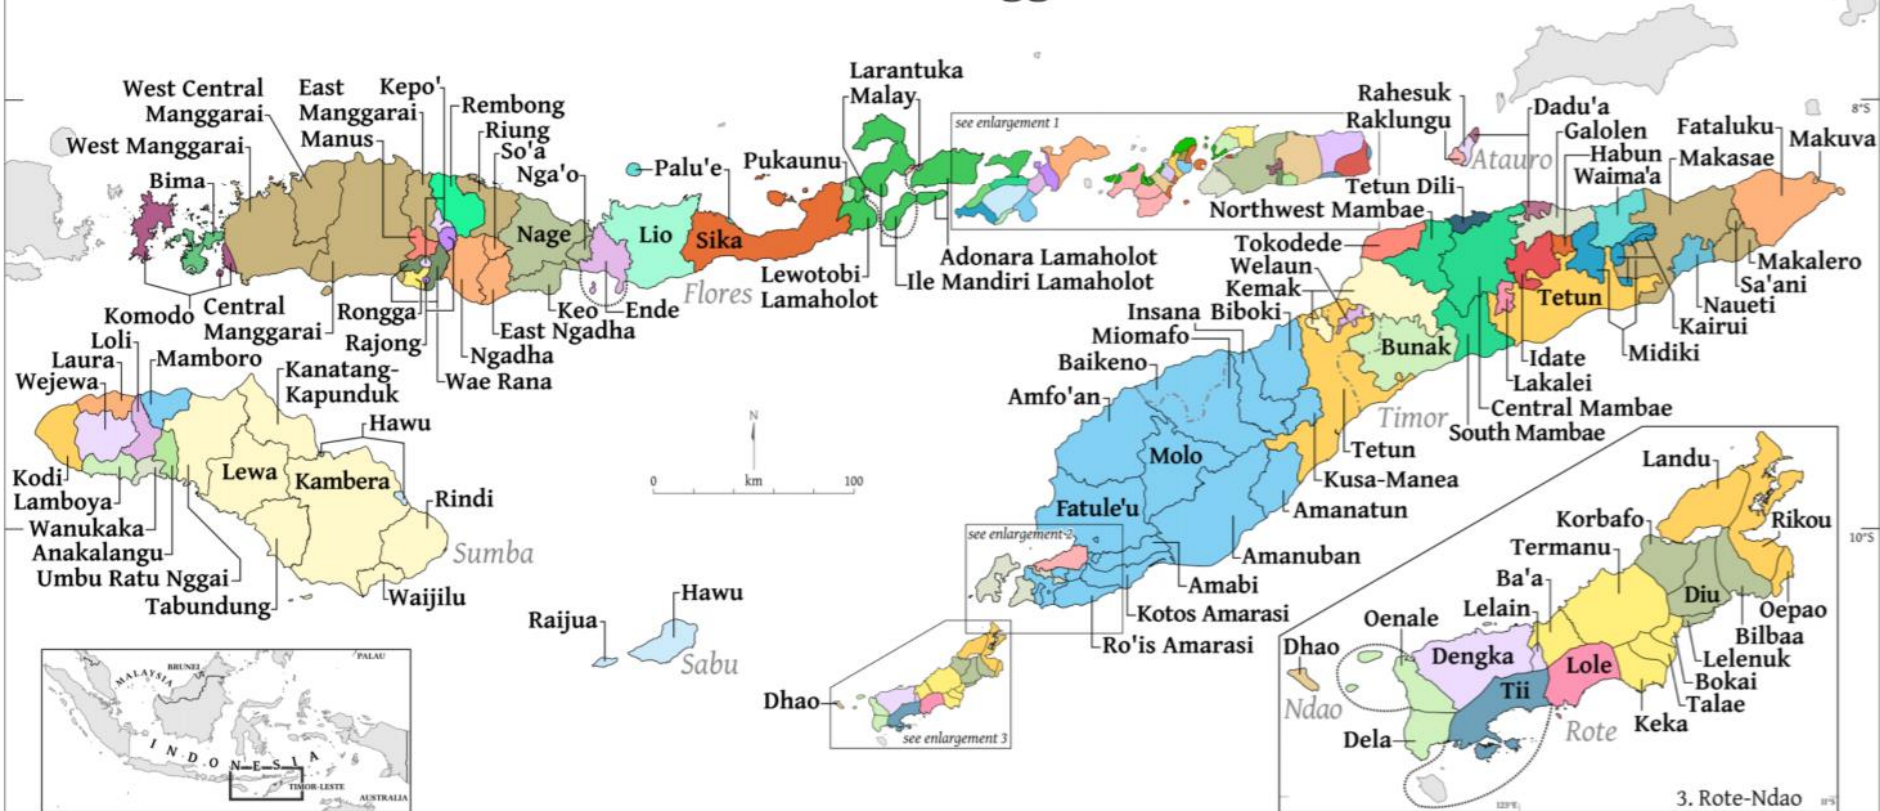 West Central
Manggarai
West Manggarai
Bima
East
Manggarai
Manus
Kepo'
Rembong
Riung
So'a
Nga'o
Palu'e
Pukaunu
Larantuka
Malay
see enlargement 1
Rahesuk
Raklungu
Atauro
Dadu'a
Galolen
Habun
Waima'a
Fataluku
Makasae
Makuva
8°S
Tetun Dili
Northwest Mambae
Tokodede
Welaun
Kemak
Nage
Lio
Sika
Lewotobi
Lamaholot
Adonara Lamaholot
Ile Mandiri Lamaholot
Flores
Komodo
Central
Manggarai
Rongga
Rajong
Keo
Ende
East Ngadha
Ngadha
Wae Rana
Insana
Biboki
Miomafo
Baikeno
Amfo'an
Bunak
Tetun
Makalero
Sa'ani
Naueti
Kairui
Midiki
Idate
Lakalei
Central Mambae
South Mambae
Timor
Loli
Laura
Wejewa
Mamboro
Kanatang-
Kapunduk
Hawu
Lewa
Kambera
Rindi
Kodi
Lamboya
Wanukaka
Anakalangu
Umbu Ratu Nggai
Tabundung
Waijilu
Sumba
N
0 km 100
Molo
Fatule'u
Tetun
Kusa-Manea
Amanatun
Amanuban
Amabi
Kotos Amarasi
Ro'is Amarasi
see enlargement 2
10°S
Raijua
Hawu
Sabu
Dhao
see enlargement 3
Landu
Rikou
Korbafo
Termanu
Ba'a
Lelain
Oenale
Dhao
Ndao
Dengka
Tii
Lole
Diu
Oepao
Bilbaa
Lelenuk
Bokai
Talae
Keka
Dela
Rote
3. Rote-Ndao
PALAU
BRUNEI
MALAYSIA
INDONESIA
TIMOR-LESTE
AUSTRALIA